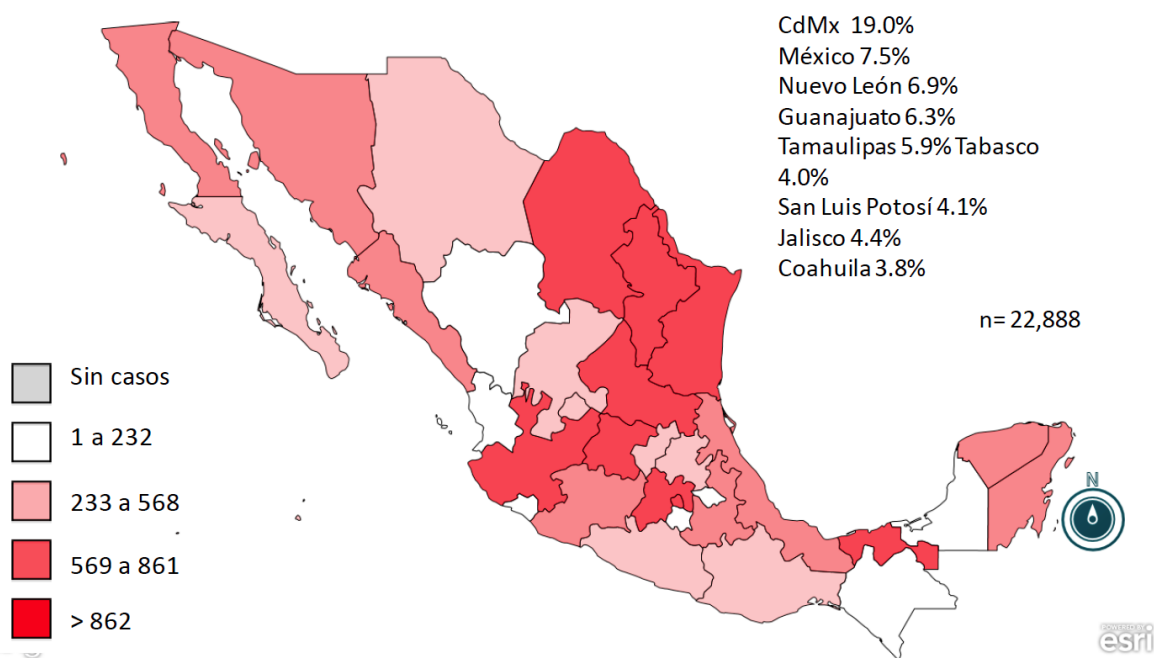 CdMx 19.0%
México 7.5%
Nuevo León 6.9%
Guanajuato 6.3%
Tamaulipas 5.9% Tabasco
4.0%
San Luis Potosí 4.1%
Jalisco 4.4%
Coahuila 3.8%
n= 22,888
Sin casos
1 a 232
233 a 568
569 a 861
> 862
N
POWERED BY
esri